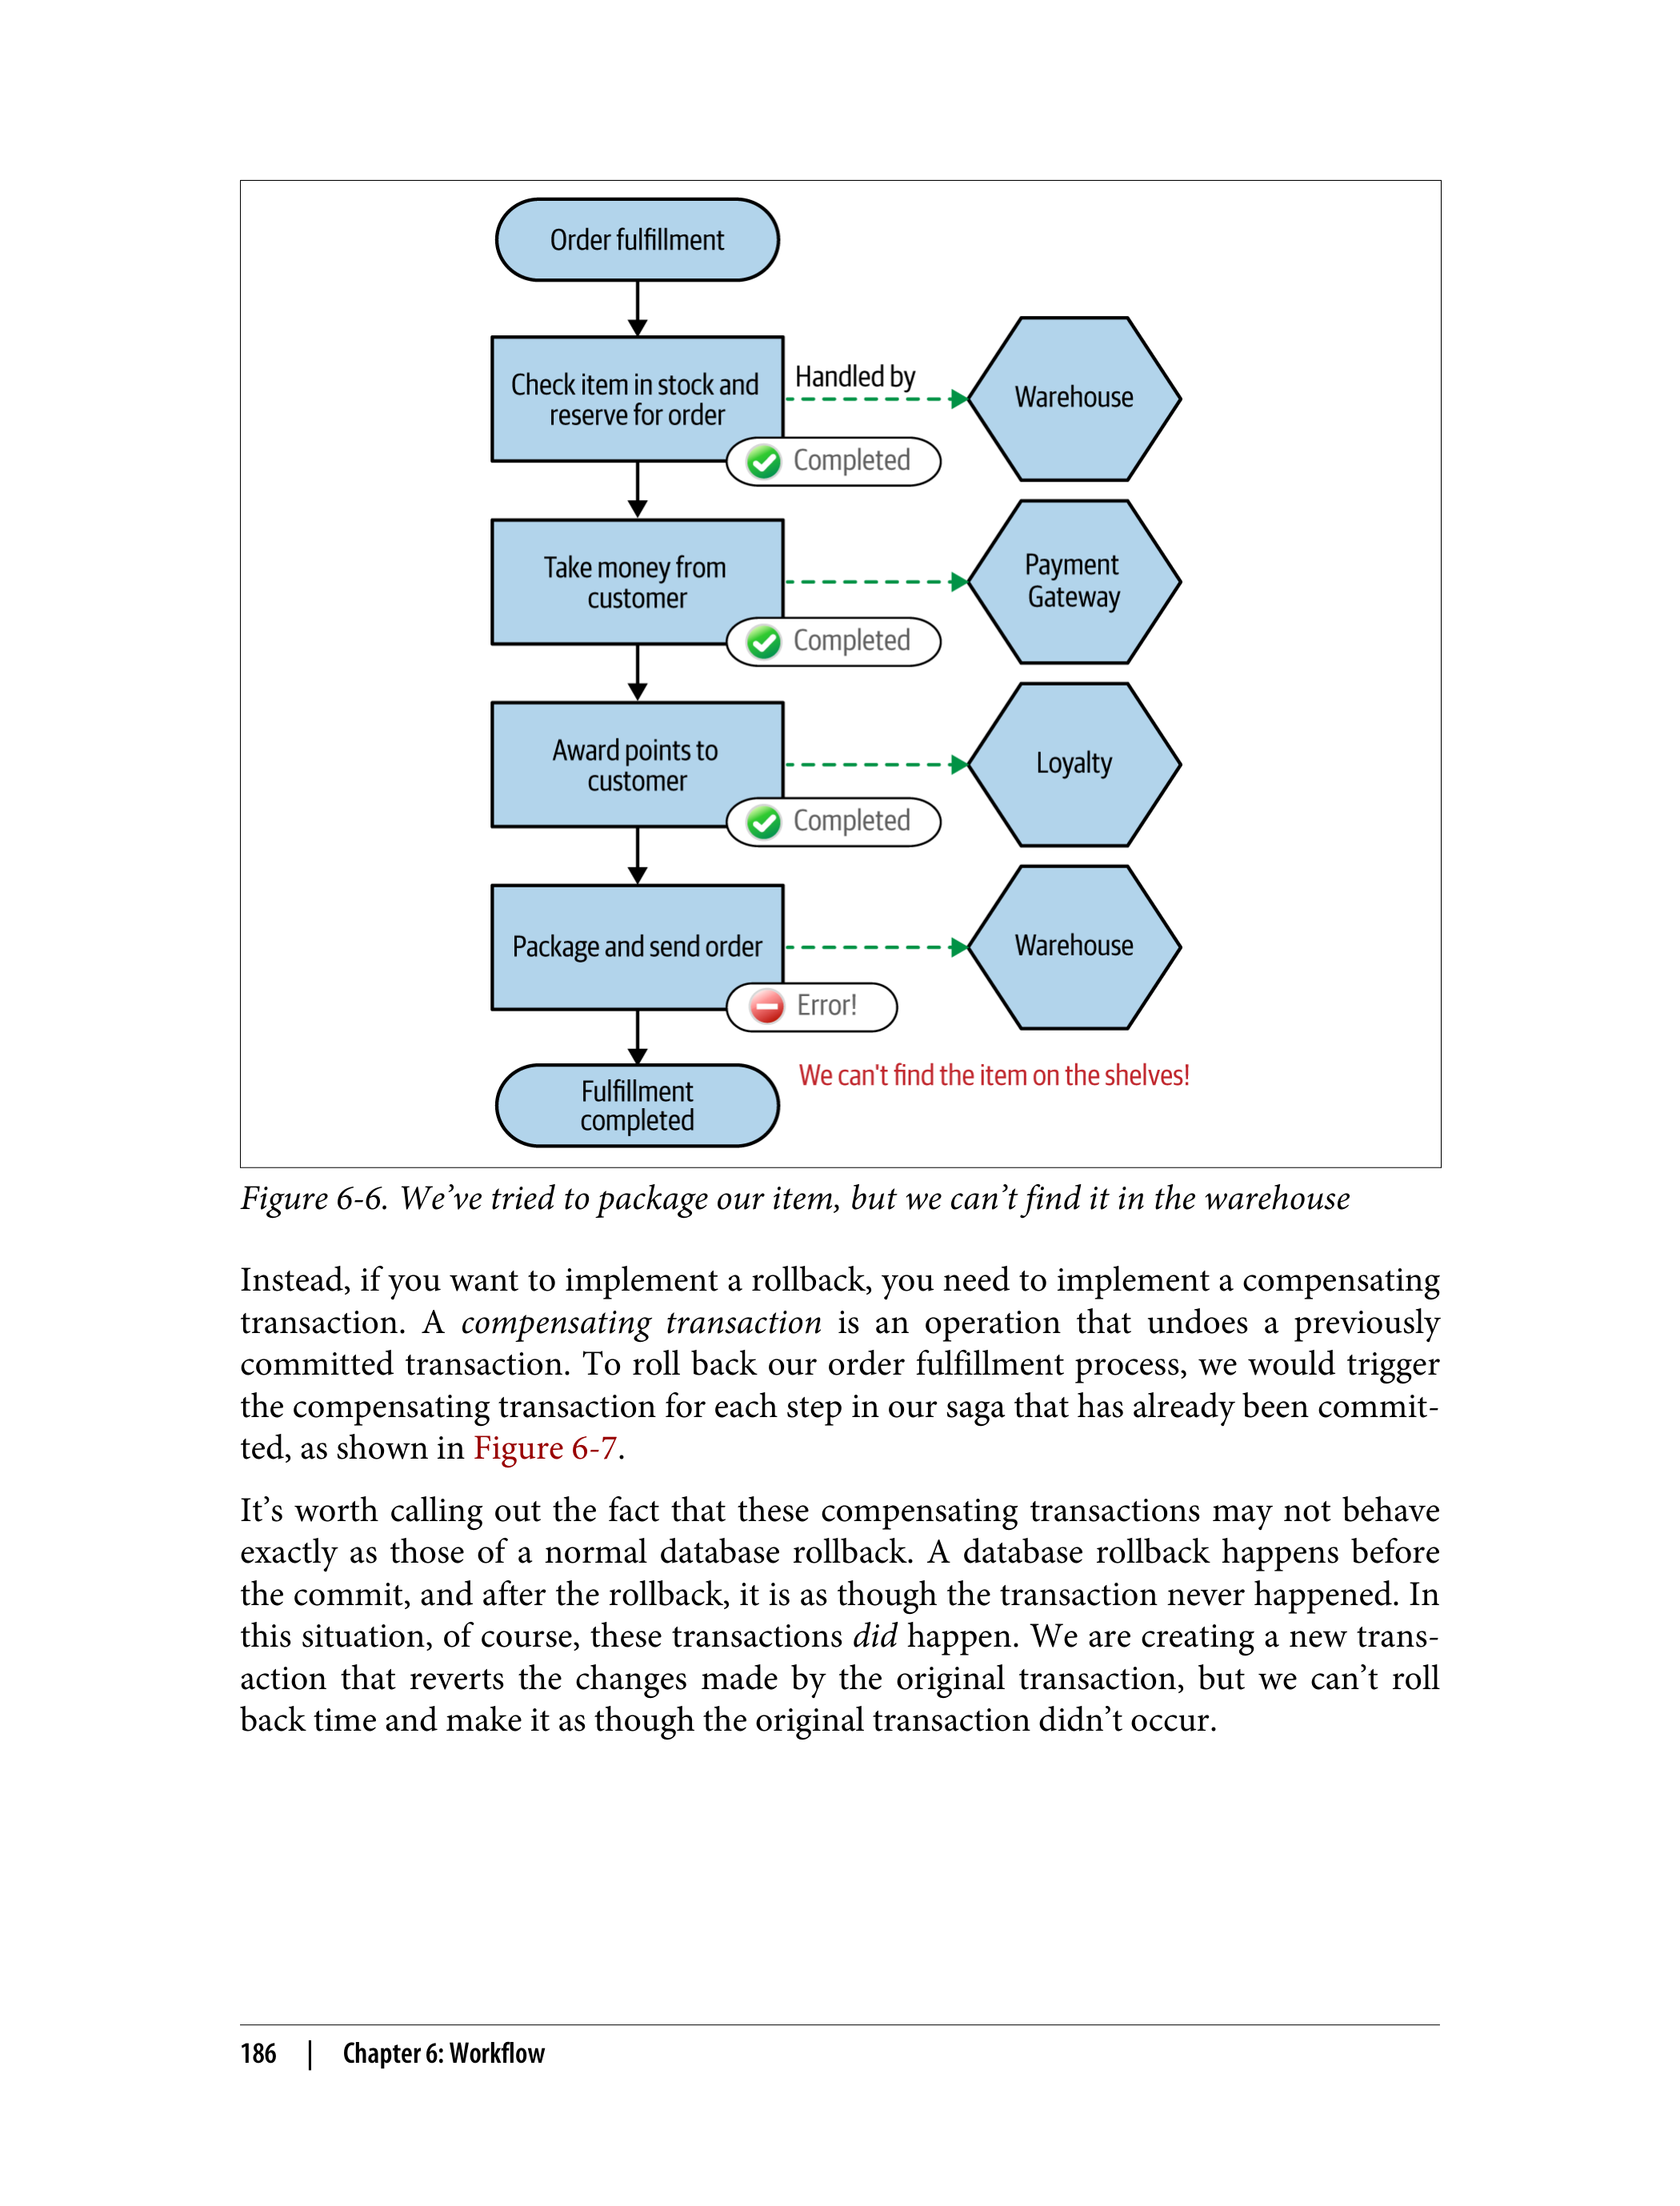 Order fulfillment
Check item in stock and
reserve for order
Handled by
Warehouse
Completed
Take money from
customer
Payment
Gateway
Completed
Award points to
customer
Loyalty
Completed
Package and send order
Warehouse
Error!
We can't find the item on the shelves!
Fulfillment
completed
Figure 6-6. We’ve tried to package our item, but we can’t find it in the warehouse
Instead, if you want to implement a rollback, you need to implement a compensating
transaction. A compensating transaction is an operation that undoes a previously
committed transaction. To roll back our order fulfillment process, we would trigger
the compensating transaction for each step in our saga that has already been commit-
ted, as shown in Figure 6-7.
It’s worth calling out the fact that these compensating transactions may not behave
exactly as those of a normal database rollback. A database rollback happens before
the commit, and after the rollback, it is as though the transaction never happened. In
this situation, of course, these transactions did happen. We are creating a new trans-
action that reverts the changes made by the original transaction, but we can’t roll
back time and make it as though the original transaction didn’t occur.
186 | Chapter 6: Workflow